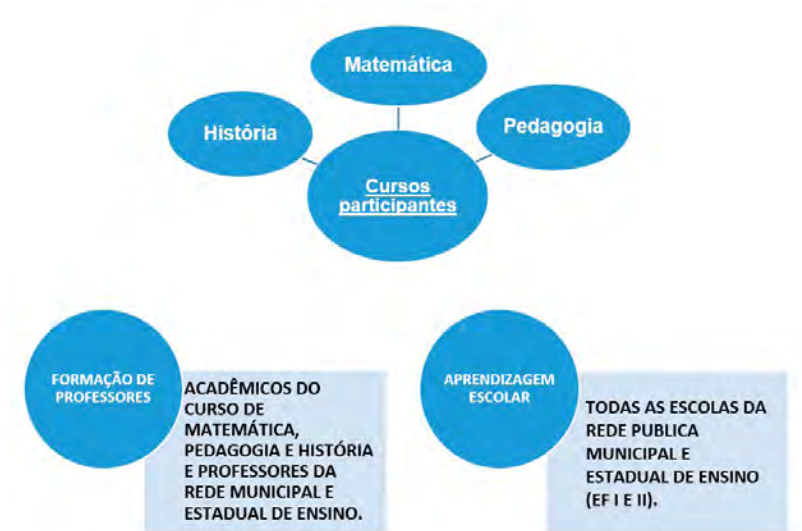 Matemática
História
Pedagogia
Cursos
participantes
FORMAÇÃO DE
PROFESSORES
ACADÊMICOS DO
CURSO DE
MATEMÁTICA,
PEDAGOGIA E HISTÓRIA
E PROFESSORES DA
REDE MUNICIPAL E
ESTADUAL DE ENSINO.
APRENDIZAGEM
ESCOLAR
TODAS AS ESCOLAS DA
REDE PUBLICA
MUNICIPAL E
ESTADUAL DE ENSINO
(EF I E II).